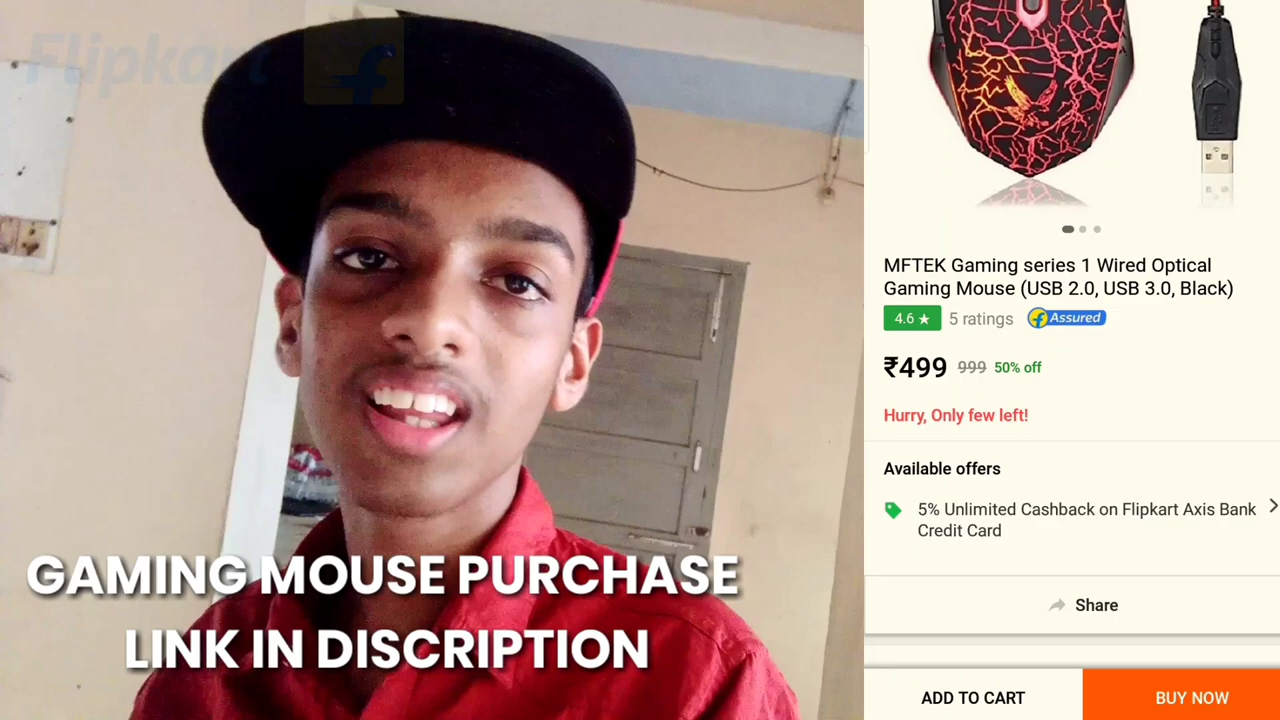 Flipkart
GAMING MOUSE PURCHASE
LINK IN DISCRIPTION
MFTEK Gaming series 1 Wired Optical
Gaming Mouse (USB 2.0, USB 3.0, Black)
4.6 ★ 5 ratings f Assured
₹499 999 50% off
Hurry, Only few left!
Available offers
5% Unlimited Cashback on Flipkart Axis Bank
Credit Card
Share
ADD TO CART BUY NOW